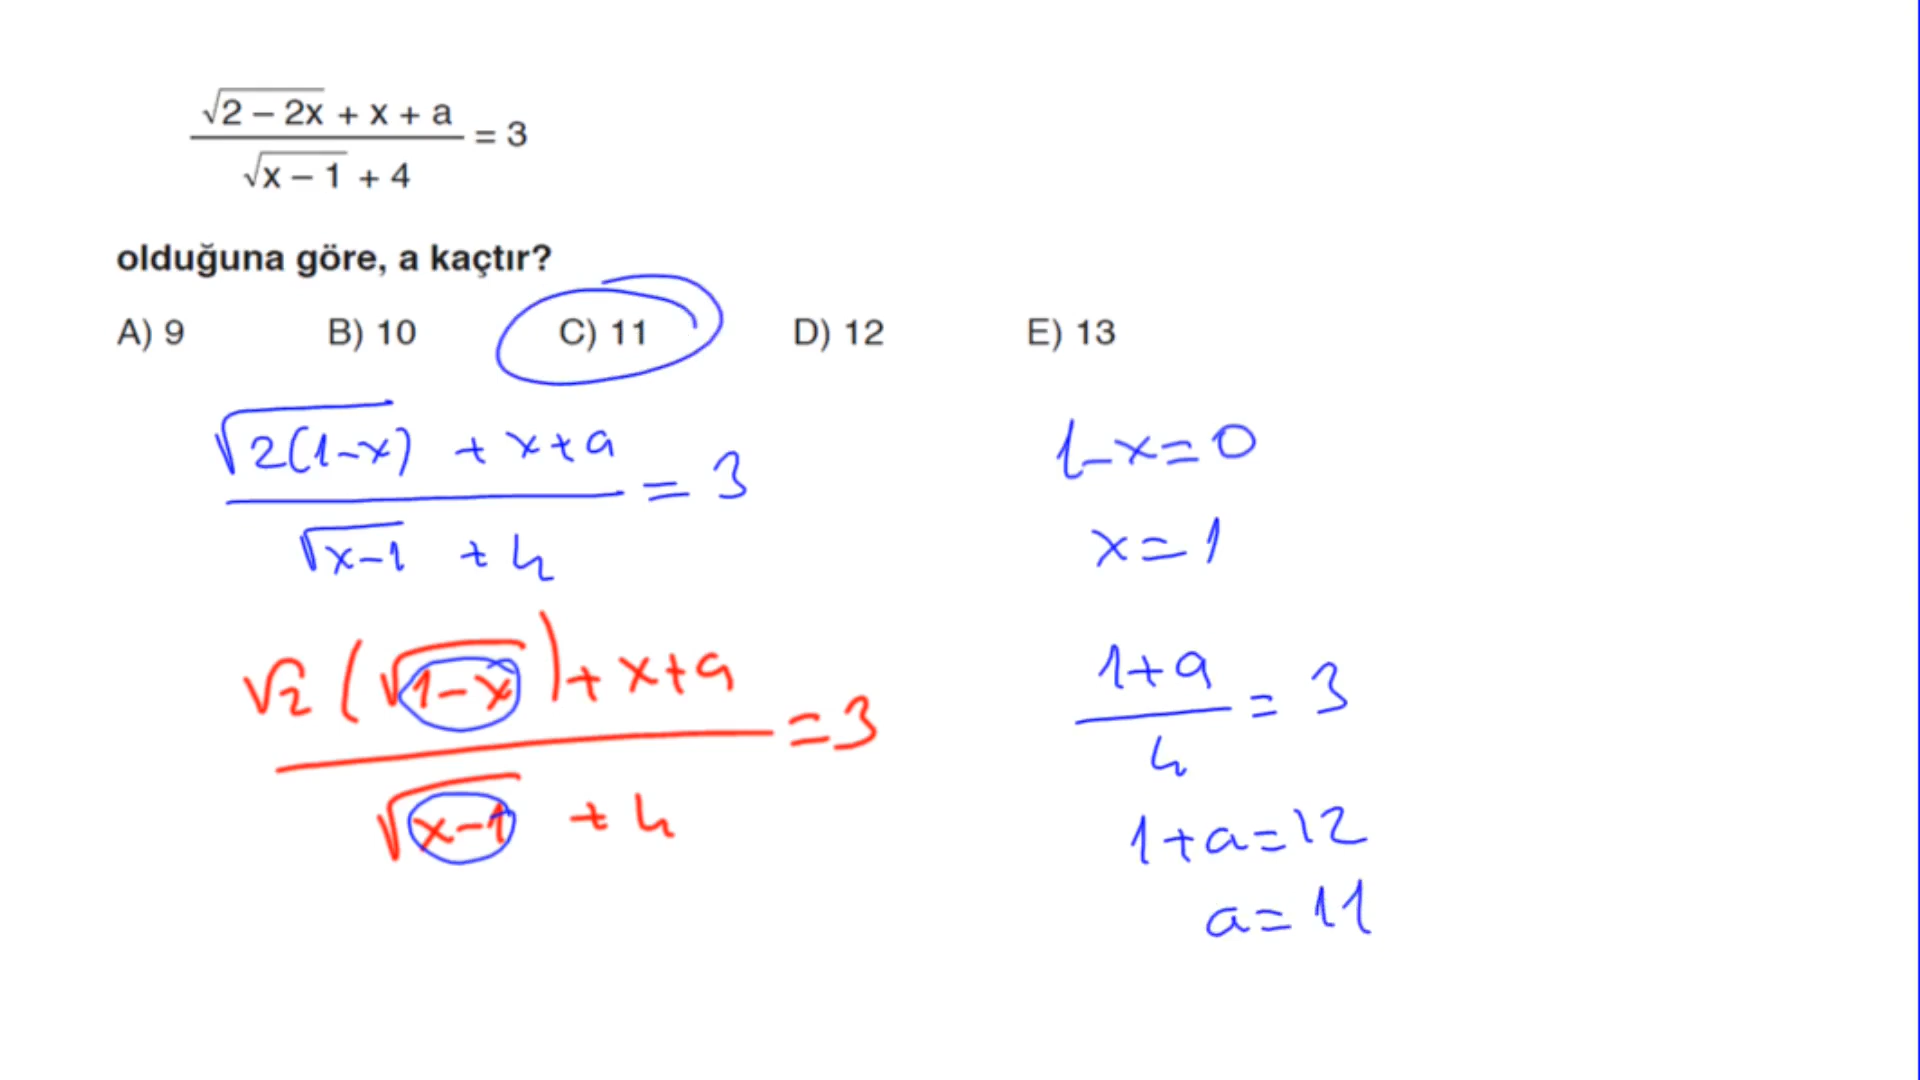 √2 – 2x + x + a
= 3
√x – 1 + 4
olduğuna göre, a kaçtır?
A) 9 B) 10 C) 11 D) 12 E) 13
√2(1-x) + x+a
= 3
√x-1 + 4
√2 (√1-x)+x+a
=3
√x-1 + 4
1-x=0
x=1
1+a
= 3
4
1+a=12
a=11